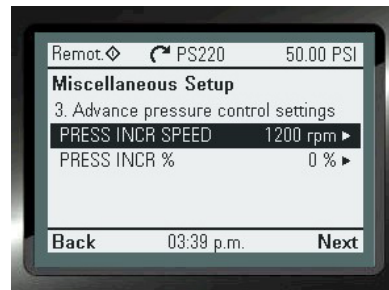 Remot. PS220 50.00 PSI
Miscellaneous Setup
3. Advance pressure control settings
PRESS INCR SPEED 1200 rpm
PRESS INCR % 0 %
Back 03:39 p.m. Next